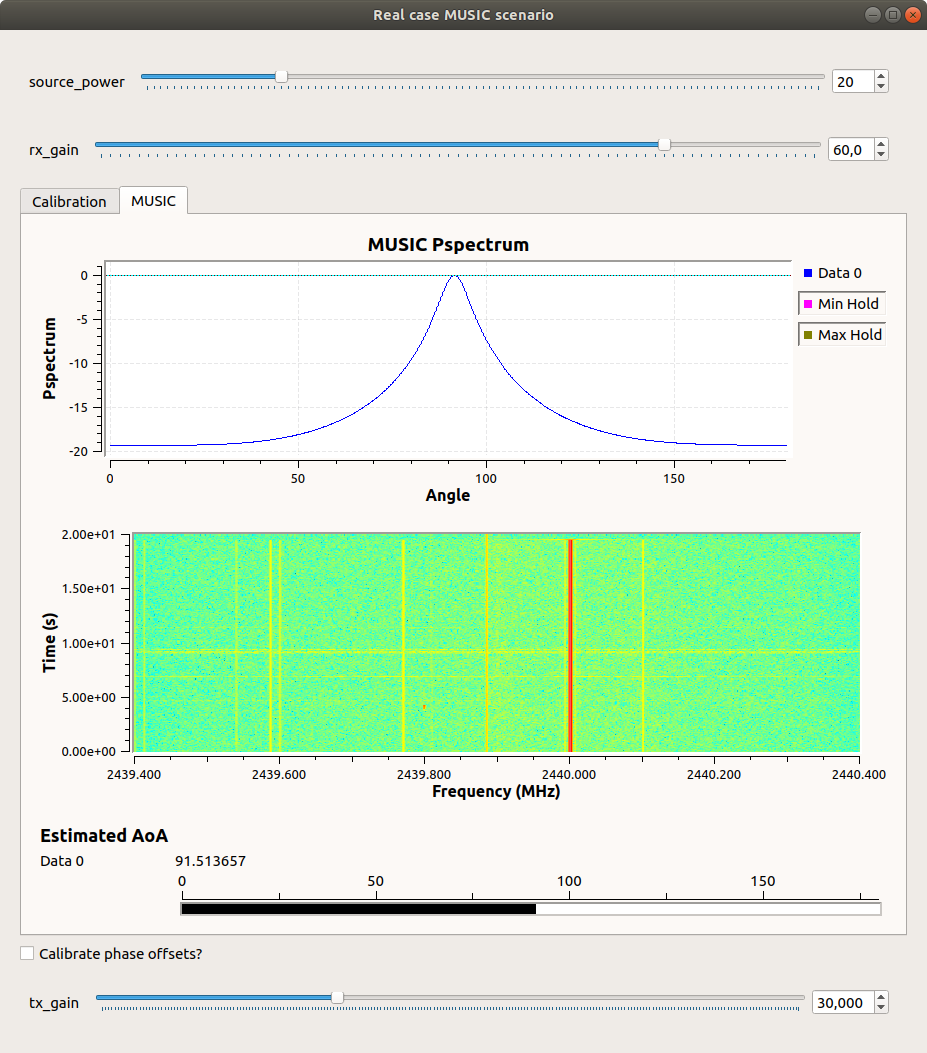 Real case MUSIC scenario
source_power 20
rx_gain 60,0
Calibration MUSIC
MUSIC Pspectrum
0
-5
-10
-15
-20
Pspectrum
0 50 100 150
Angle
Data 0
Min Hold
Max Hold
2.00e+01
1.50e+01
1.00e+01
5.00e+00
0.00e+00
Time (s)
2439.400 2439.600 2439.800 2440.000 2440.200 2440.400
Frequency (MHz)
Estimated AoA
Data 0 91.513657
0 50 100 150
Calibrate phase offsets?
tx_gain 30,000